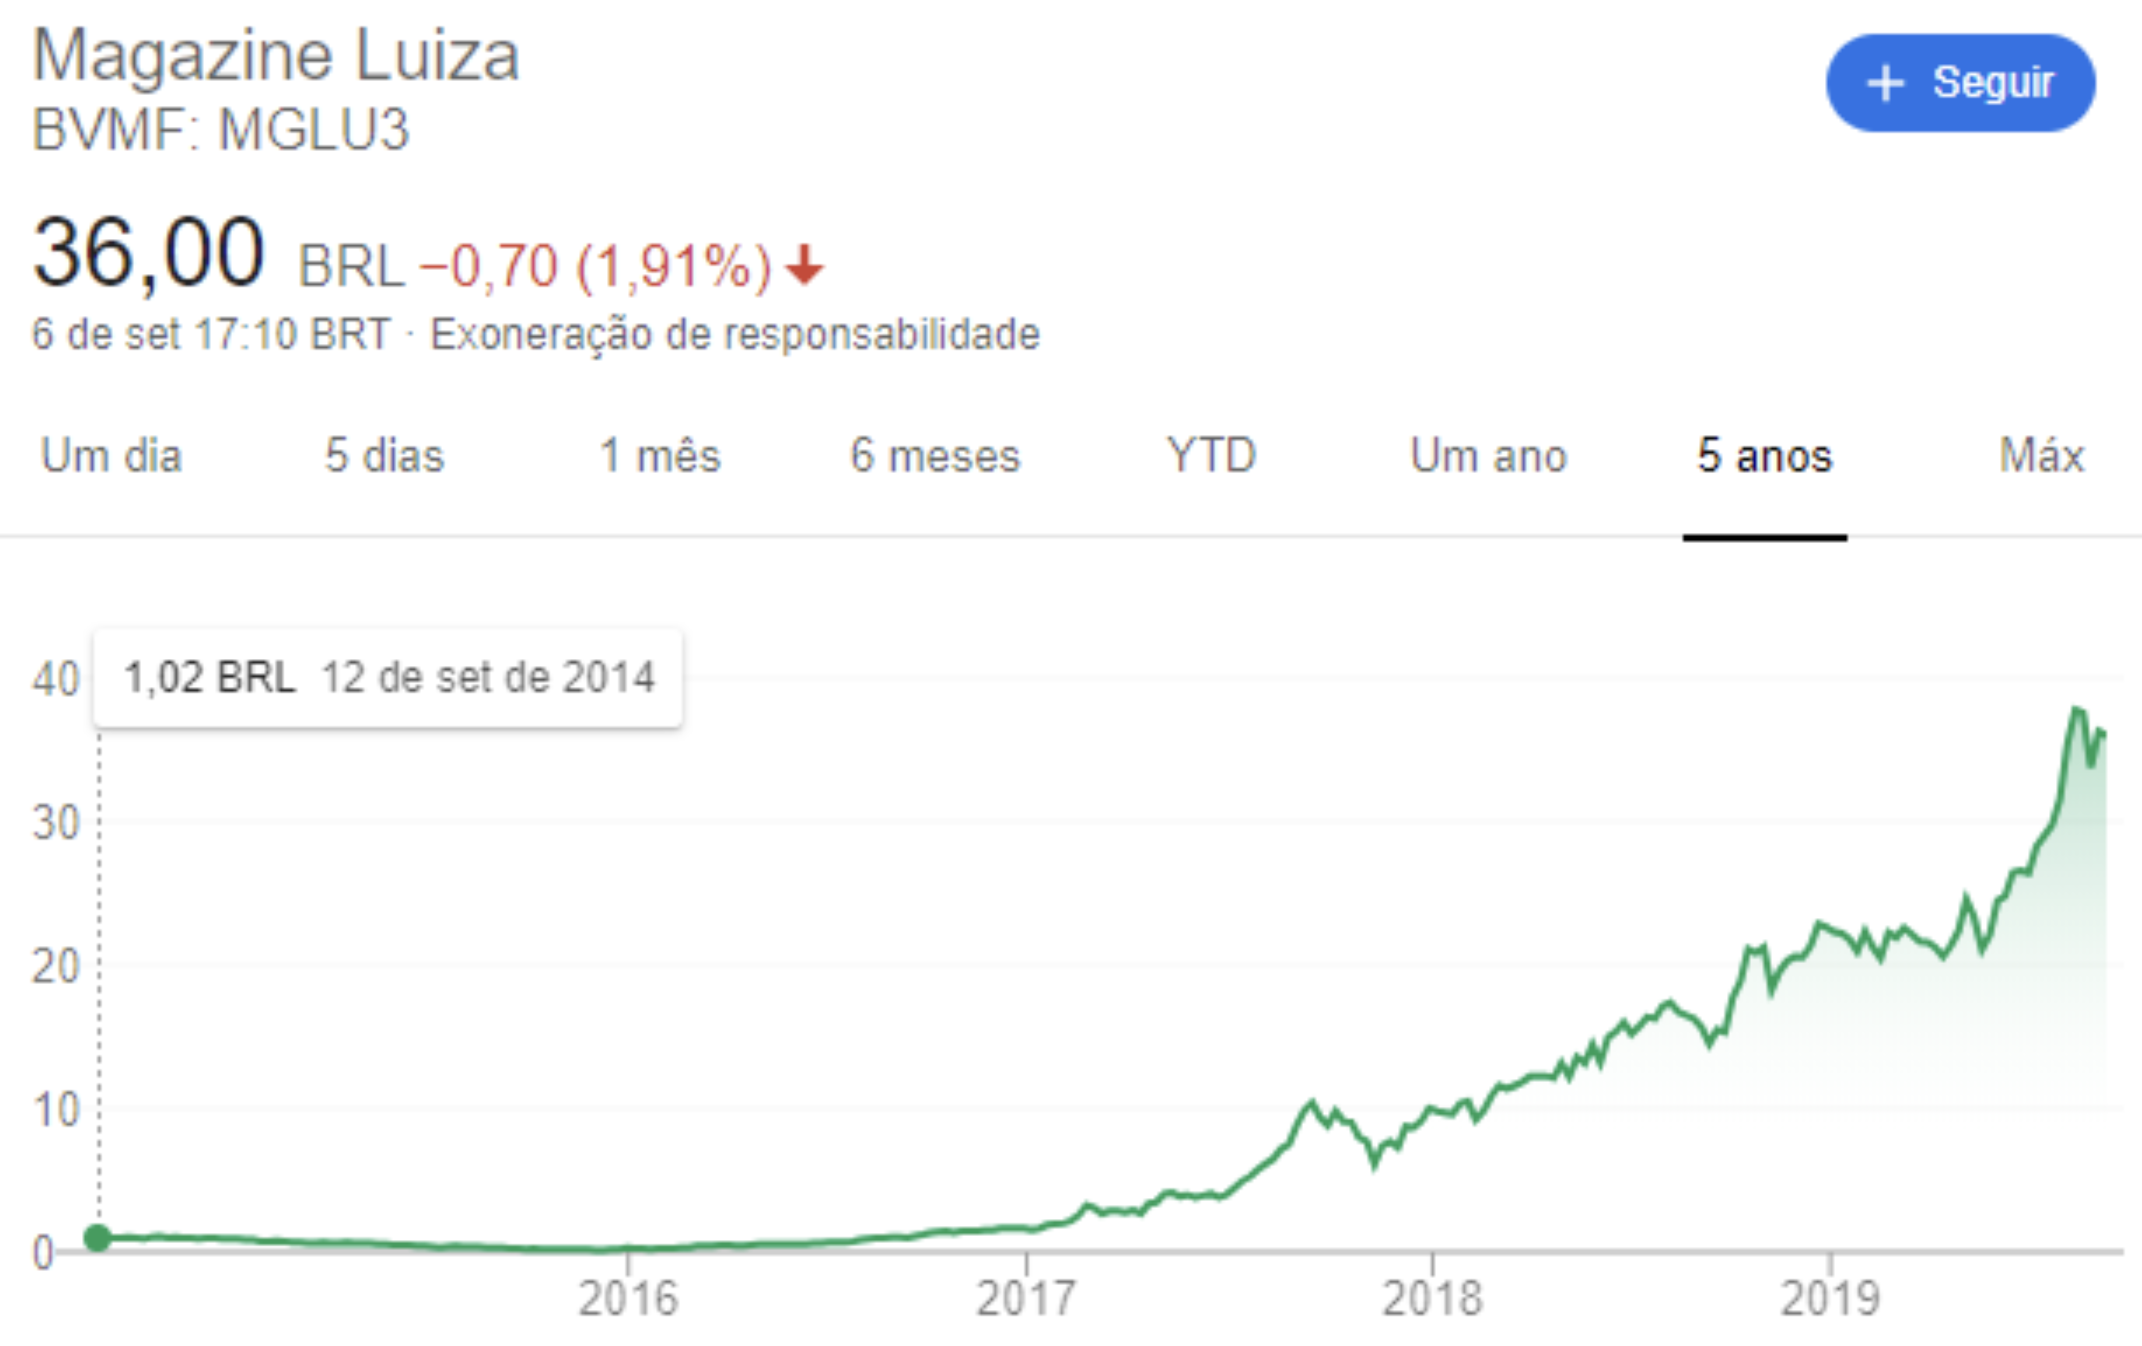 Magazine Luiza
BVMF: MGLU3
+ Seguir
36,00 BRL −0,70 (1,91%)
6 de set 17:10 BRT · Exoneração de responsabilidade
Um dia 5 dias 1 mês 6 meses YTD Um ano 5 anos Máx
1,02 BRL 12 de set de 2014
40
30
20
10
0
2016 2017 2018 2019